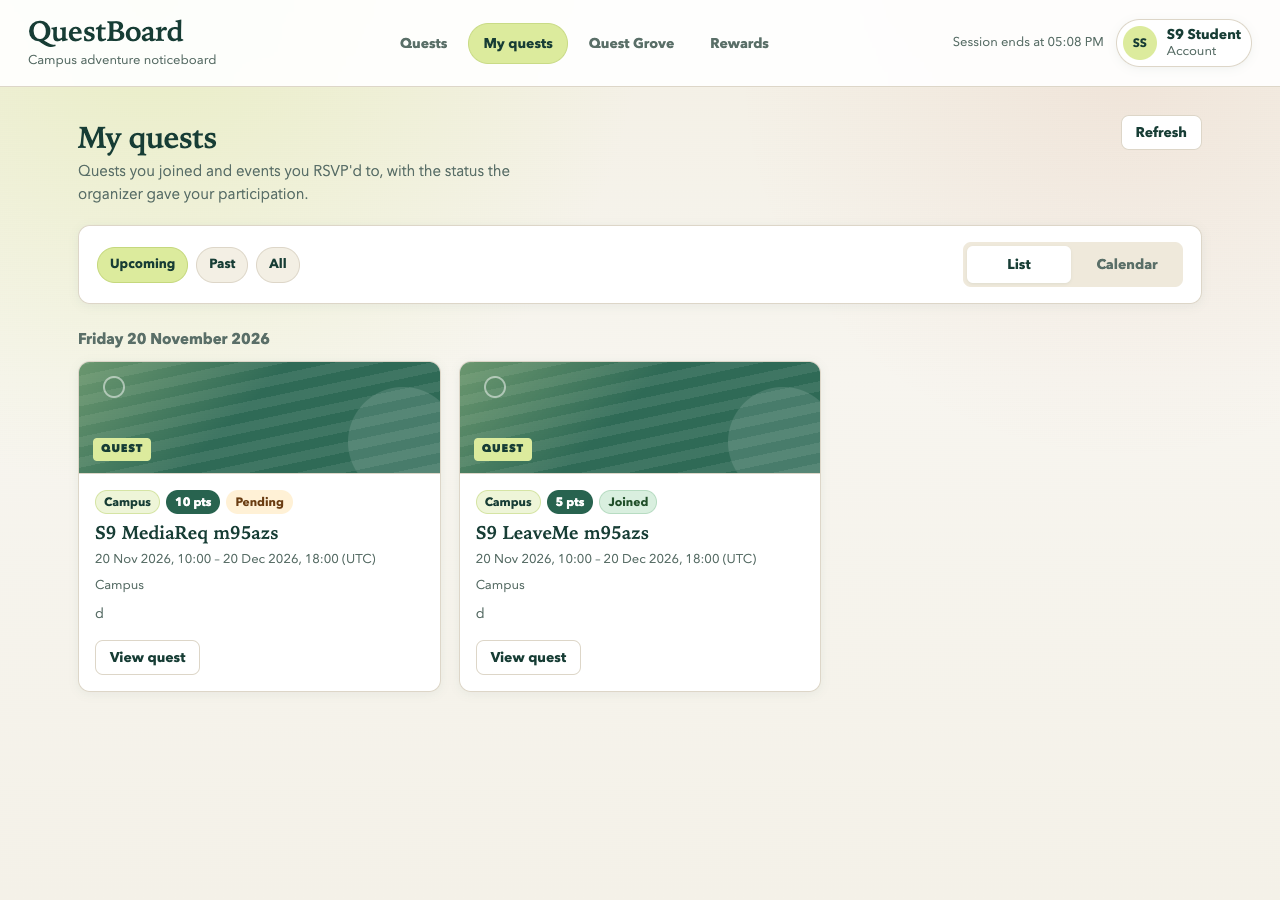 QuestBoard
Campus adventure noticeboard
Quests
My quests
Quest Grove
Rewards
Session ends at 05:08 PM
SS
S9 Student
Account
My quests
Refresh
Quests you joined and events you RSVP'd to, with the status the
organizer gave your participation.
Upcoming
Past
All
List
Calendar
Friday 20 November 2026
QUEST
Campus
10 pts
Pending
S9 MediaReq m95azs
20 Nov 2026, 10:00 – 20 Dec 2026, 18:00 (UTC)
Campus
d
View quest
QUEST
Campus
5 pts
Joined
S9 LeaveMe m95azs
20 Nov 2026, 10:00 – 20 Dec 2026, 18:00 (UTC)
Campus
d
View quest